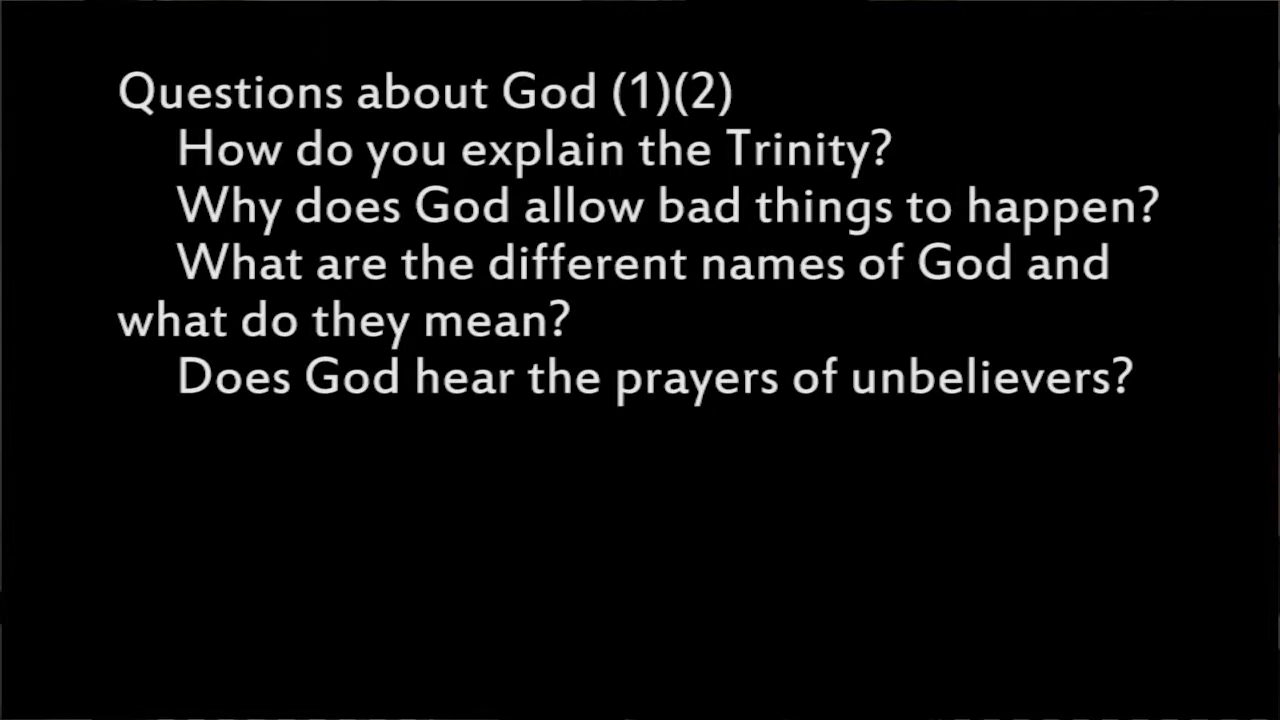 Questions about God (1)(2)
How do you explain the Trinity?
Why does God allow bad things to happen?
What are the different names of God and
what do they mean?
Does God hear the prayers of unbelievers?